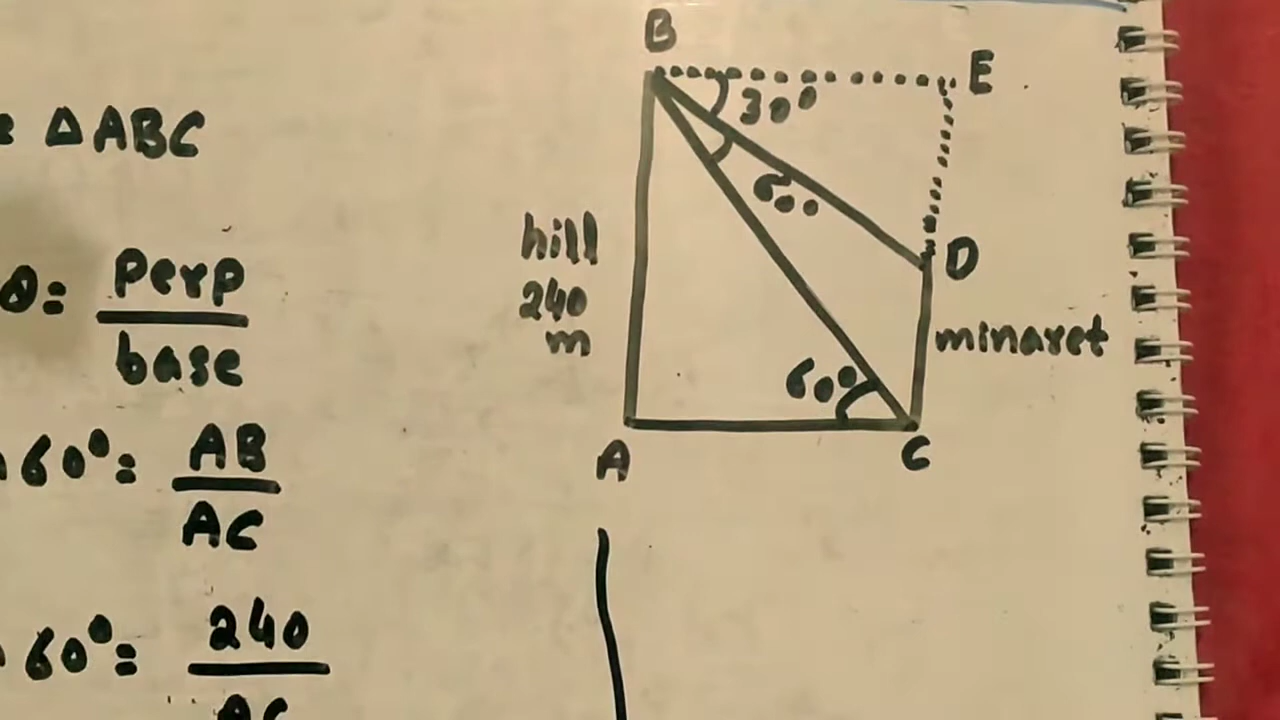 ΔABC
θ= perp
base
60°= AB
AC
60°= 240
AC
B
E
30°
60°
D
hill
240
m
minaret
60°
A
C